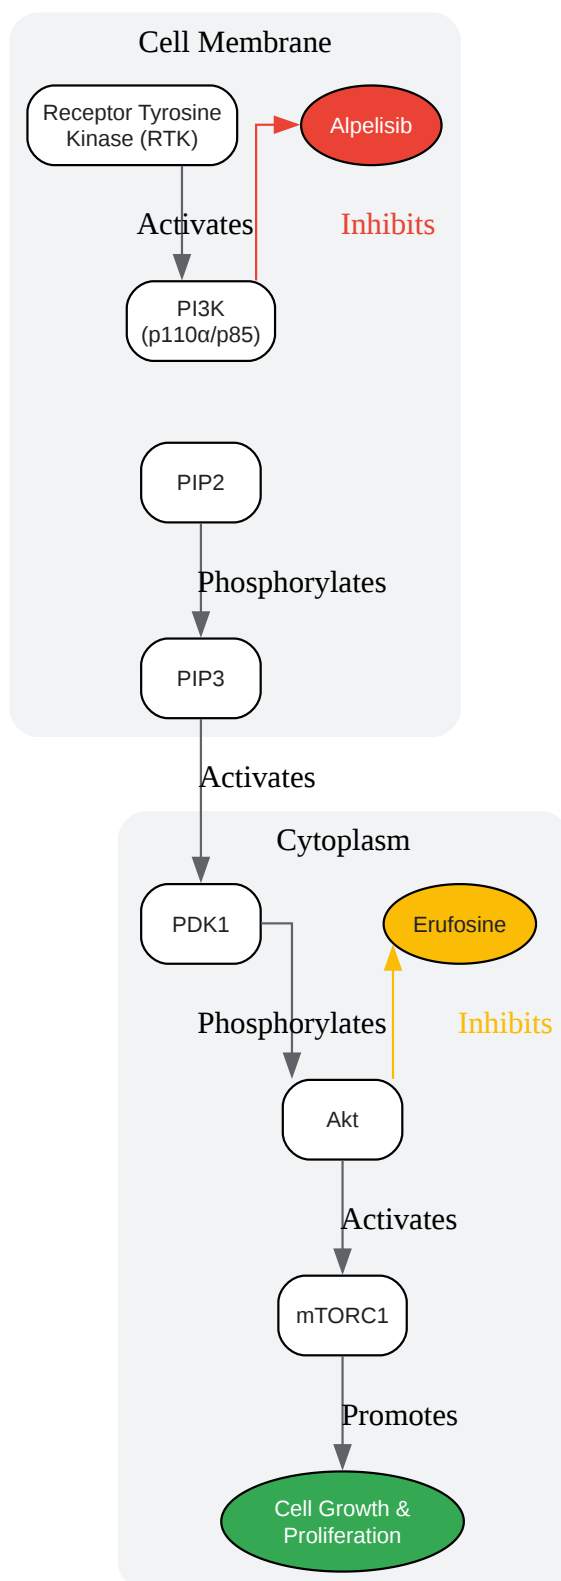 Cell Membrane
Receptor Tyrosine
Kinase (RTK)
Alpelisib
Activates
Inhibits
PI3K
(p110α/p85)
PIP2
Phosphorylates
PIP3
Activates
Cytoplasm
PDK1
Erufosine
Phosphorylates
Inhibits
Akt
Activates
mTORC1
Promotes
Cell Growth &
Proliferation